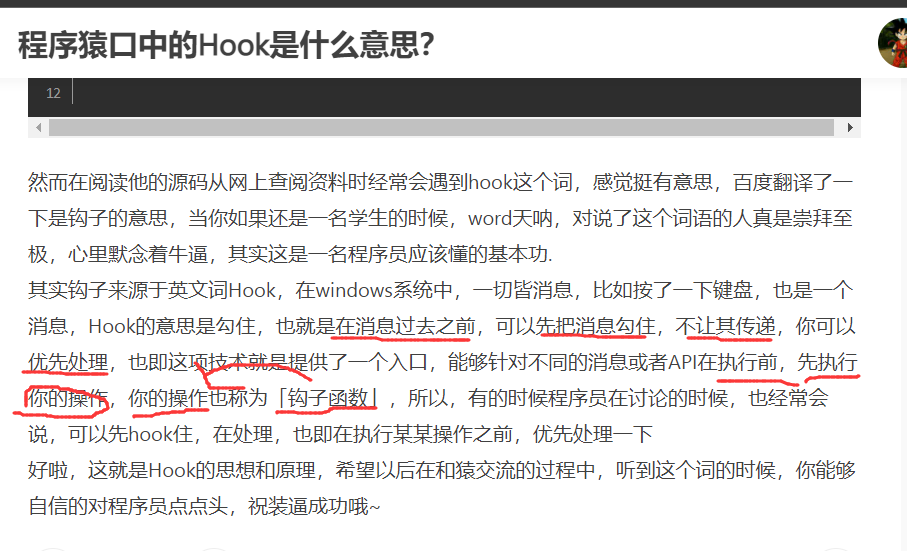 程序猿口中的Hook是什么意思？
12
然而在阅读他的源码从网上查阅资料时经常会遇到hook这个词，感觉挺有意思，百度翻译了一
下是钩子的意思，当你如果还是一名学生的时候，word天呐，对说了这个词语的人真是崇拜至
极，心里默念着牛逼，其实这是一名程序员应该懂的基本功.
其实钩子来源于英文词Hook，在windows系统中，一切皆消息，比如按了一下键盘，也是一个
消息，Hook的意思是勾住，也就是在消息过去之前，可以先把消息勾住，不让其传递，你可以
优先处理，也即这项技术就是提供了一个入口，能够针对不同的消息或者API在执行前，先执行
你的操作，你的操作也称为「钩子函数」，所以，有的时候程序员在讨论的时候，也经常会
说，可以先hook住，在处理，也即在执行某某操作之前，优先处理一下
好啦，这就是Hook的思想和原理，希望以后在和猿交流的过程中，听到这个词的时候，你能够
自信的对程序员点点头，祝装逼成功哦~